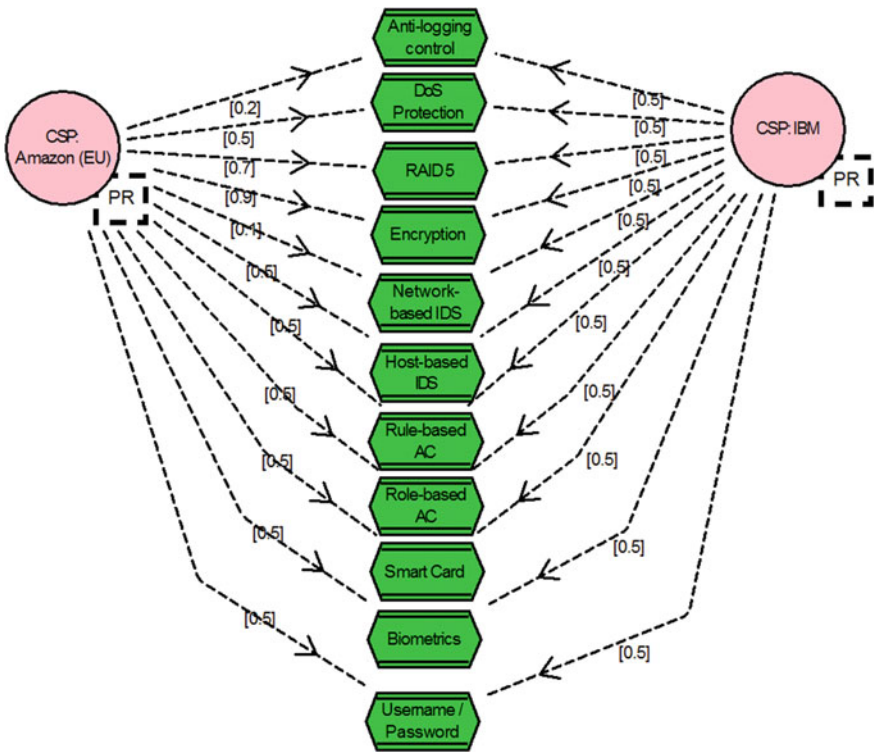 Anti-logging
control
[0.2]
[0.5]
DoS
Protection
CSP:
Amazon (EU)
CSP: IBM
[0.5]
[0.5]
[0.7]
RAID 5
[0.5]
PR
PR
[0.9]
[0.5]
[0.1]
Encryption
[0.5]
[0.5]
[0.5]
Network-
based IDS
[0.5]
[0.5]
Host-based
IDS
[0.5]
[0.5]
Rule-based
AC
[0.5]
[0.5]
Role-based
AC
[0.5]
[0.5]
Smart Card
Biometrics
[0.5]
[0.5]
Username /
Password